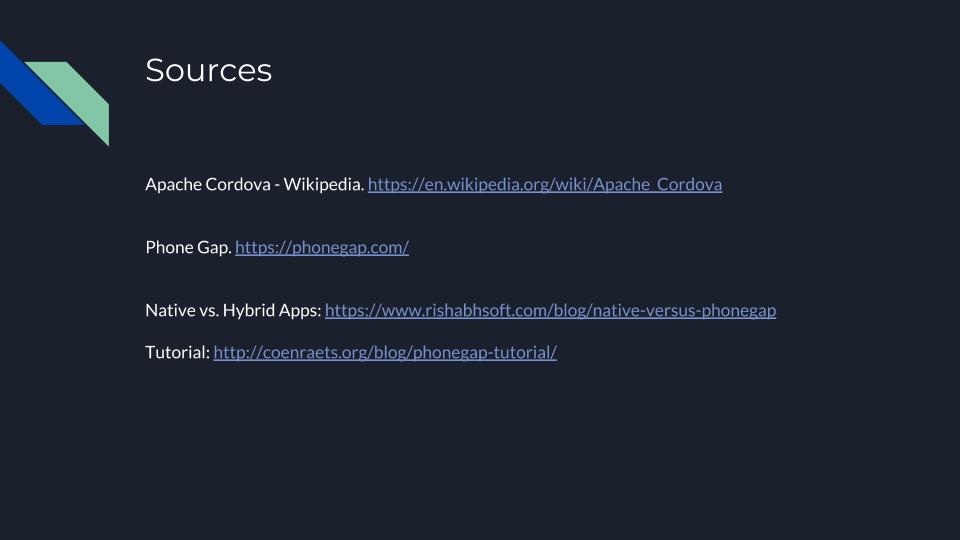 Sources
Apache Cordova - Wikipedia. https://en.wikipedia.org/wiki/Apache_Cordova
Phone Gap. https://phonegap.com/
Native vs. Hybrid Apps: https://www.rishabhsoft.com/blog/native-versus-phonegap
Tutorial: http://coenraets.org/blog/phonegap-tutorial/